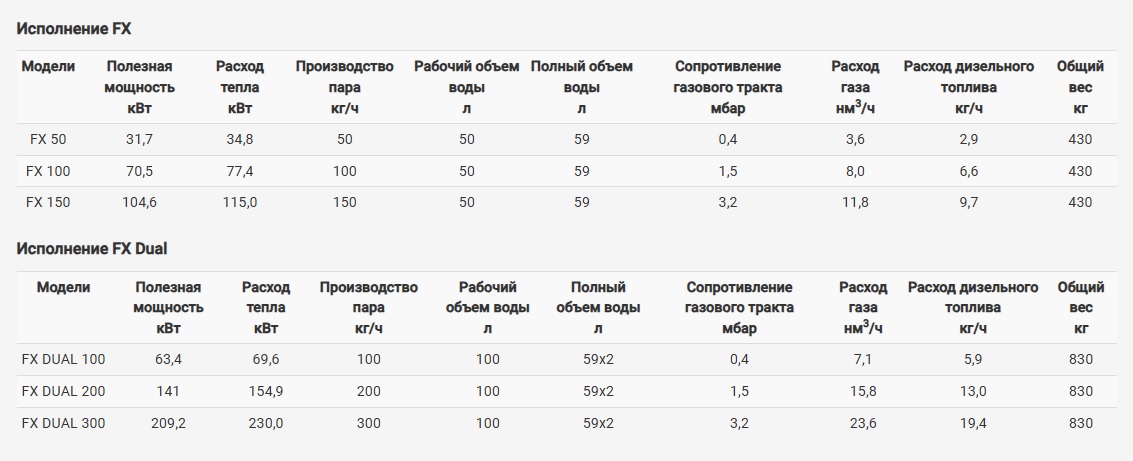 Исполнение FX
Модели Полезная Расход Производство Рабочий объем Полный объем Сопротивление Расход Расход дизельного Общий
мощность тепла пара воды воды газового тракта газа топлива вес
кВт кВт кг/ч л л мбар нм³/ч кг/ч кг
FX 50 31,7 34,8 50 50 59 0,4 3,6 2,9 430
FX 100 70,5 77,4 100 50 59 1,5 8,0 6,6 430
FX 150 104,6 115,0 150 50 59 3,2 11,8 9,7 430
Исполнение FX Dual
Модели Полезная Расход Производство Рабочий Полный Сопротивление Расход Расход дизельного Общий
мощность тепла пара объем воды объем воды газового тракта газа топлива вес
кВт кВт кг/ч л л мбар нм³/ч кг/ч кг
FX DUAL 100 63,4 69,6 100 100 59x2 0,4 7,1 5,9 830
FX DUAL 200 141 154,9 200 100 59x2 1,5 15,8 13,0 830
FX DUAL 300 209,2 230,0 300 100 59x2 3,2 23,6 19,4 830